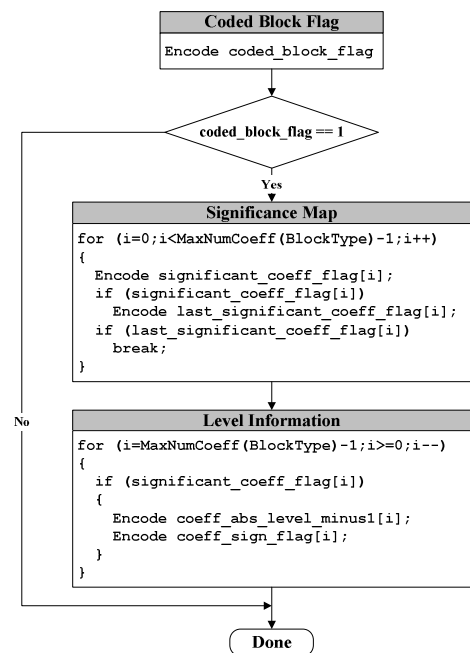 Coded Block Flag
Encode coded_block_flag
coded_block_flag == 1
Yes
Significance Map
for (i=0;i<MaxNumCoeff(BlockType)-1;i++)
{
Encode significant_coeff_flag[i];
if (significant_coeff_flag[i])
Encode last_significant_coeff_flag[i];
if (last_significant_coeff_flag[i])
break;
}
No
Level Information
for (i=MaxNumCoeff(BlockType)-1;i>=0;i--)
{
if (significant_coeff_flag[i])
{
Encode coeff_abs_level_minus1[i];
Encode coeff_sign_flag[i];
}
}
Done